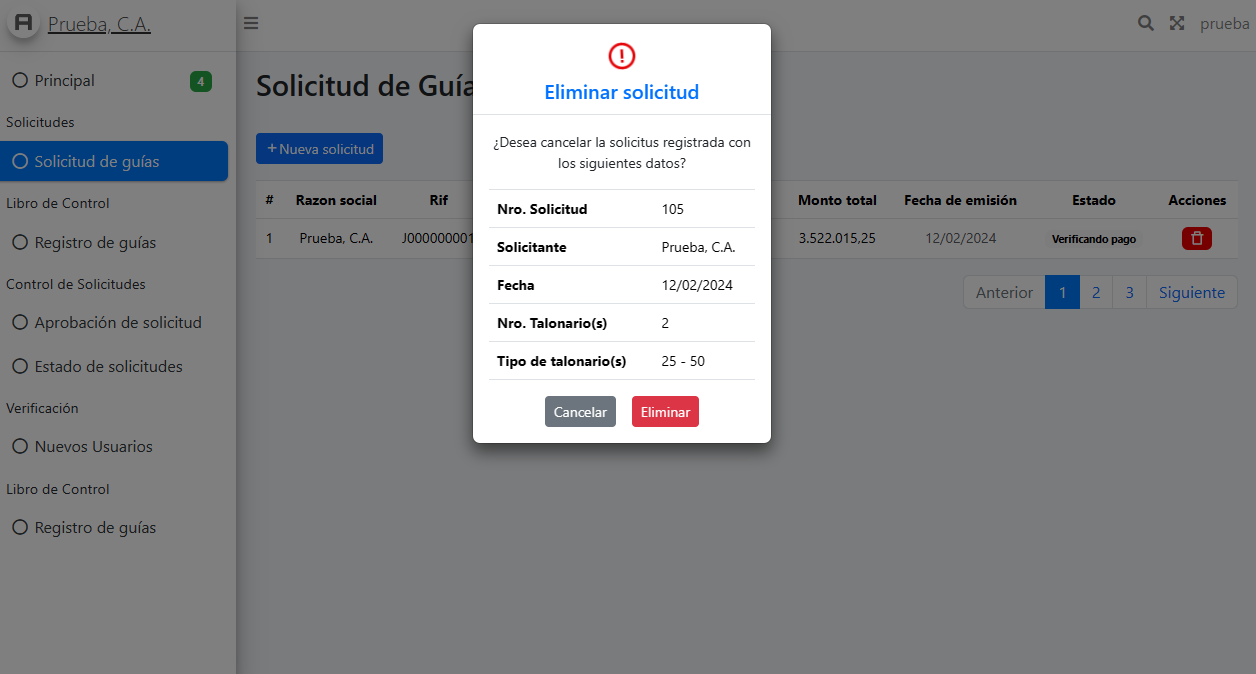 Prueba, C.A.
prueba
Principal 4
Solicitudes
Solicitud de guías
Libro de Control
Registro de guías
Control de Solicitudes
Aprobación de solicitud
Estado de solicitudes
Verificación
Nuevos Usuarios
Libro de Control
Registro de guías
Solicitud de Guía
+ Nueva solicitud
# Razon social Rif Monto total Fecha de emisión Estado Acciones
1 Prueba, C.A. J000000001 3.522.015,25 12/02/2024 Verificando pago
Anterior 1 2 3 Siguiente
Eliminar solicitud
¿Desea cancelar la solicitus registrada con
los siguientes datos?
Nro. Solicitud 105
Solicitante Prueba, C.A.
Fecha 12/02/2024
Nro. Talonario(s) 2
Tipo de talonario(s) 25 - 50
Cancelar Eliminar